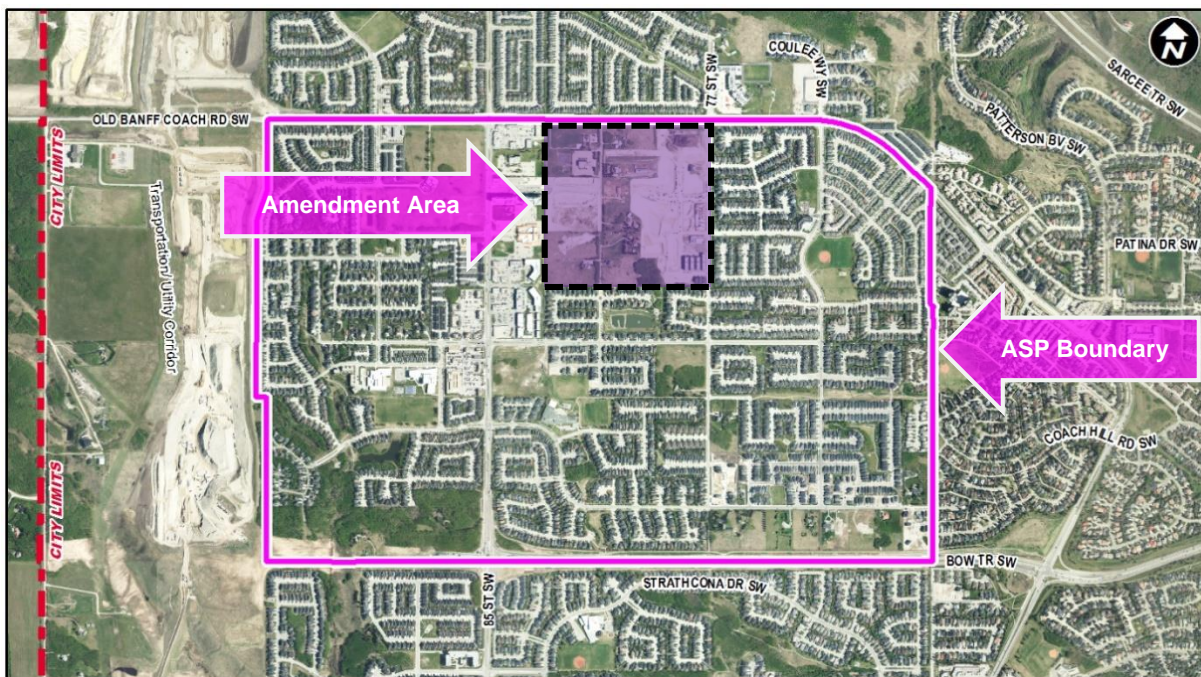 N
COULEE WY SW
77 ST. SW
SARCEE TR SW
OLD BANFF COACH RD SW
PATTERSON BV SW
CITY LIMITS
Amendment Area
Transportation/Utility Corridor
PATINA DR SW
ASP Boundary
COACH HILL RD SW
CITY LIMITS
BOW TR SW
STRATHCONA DR SW
85 ST SW